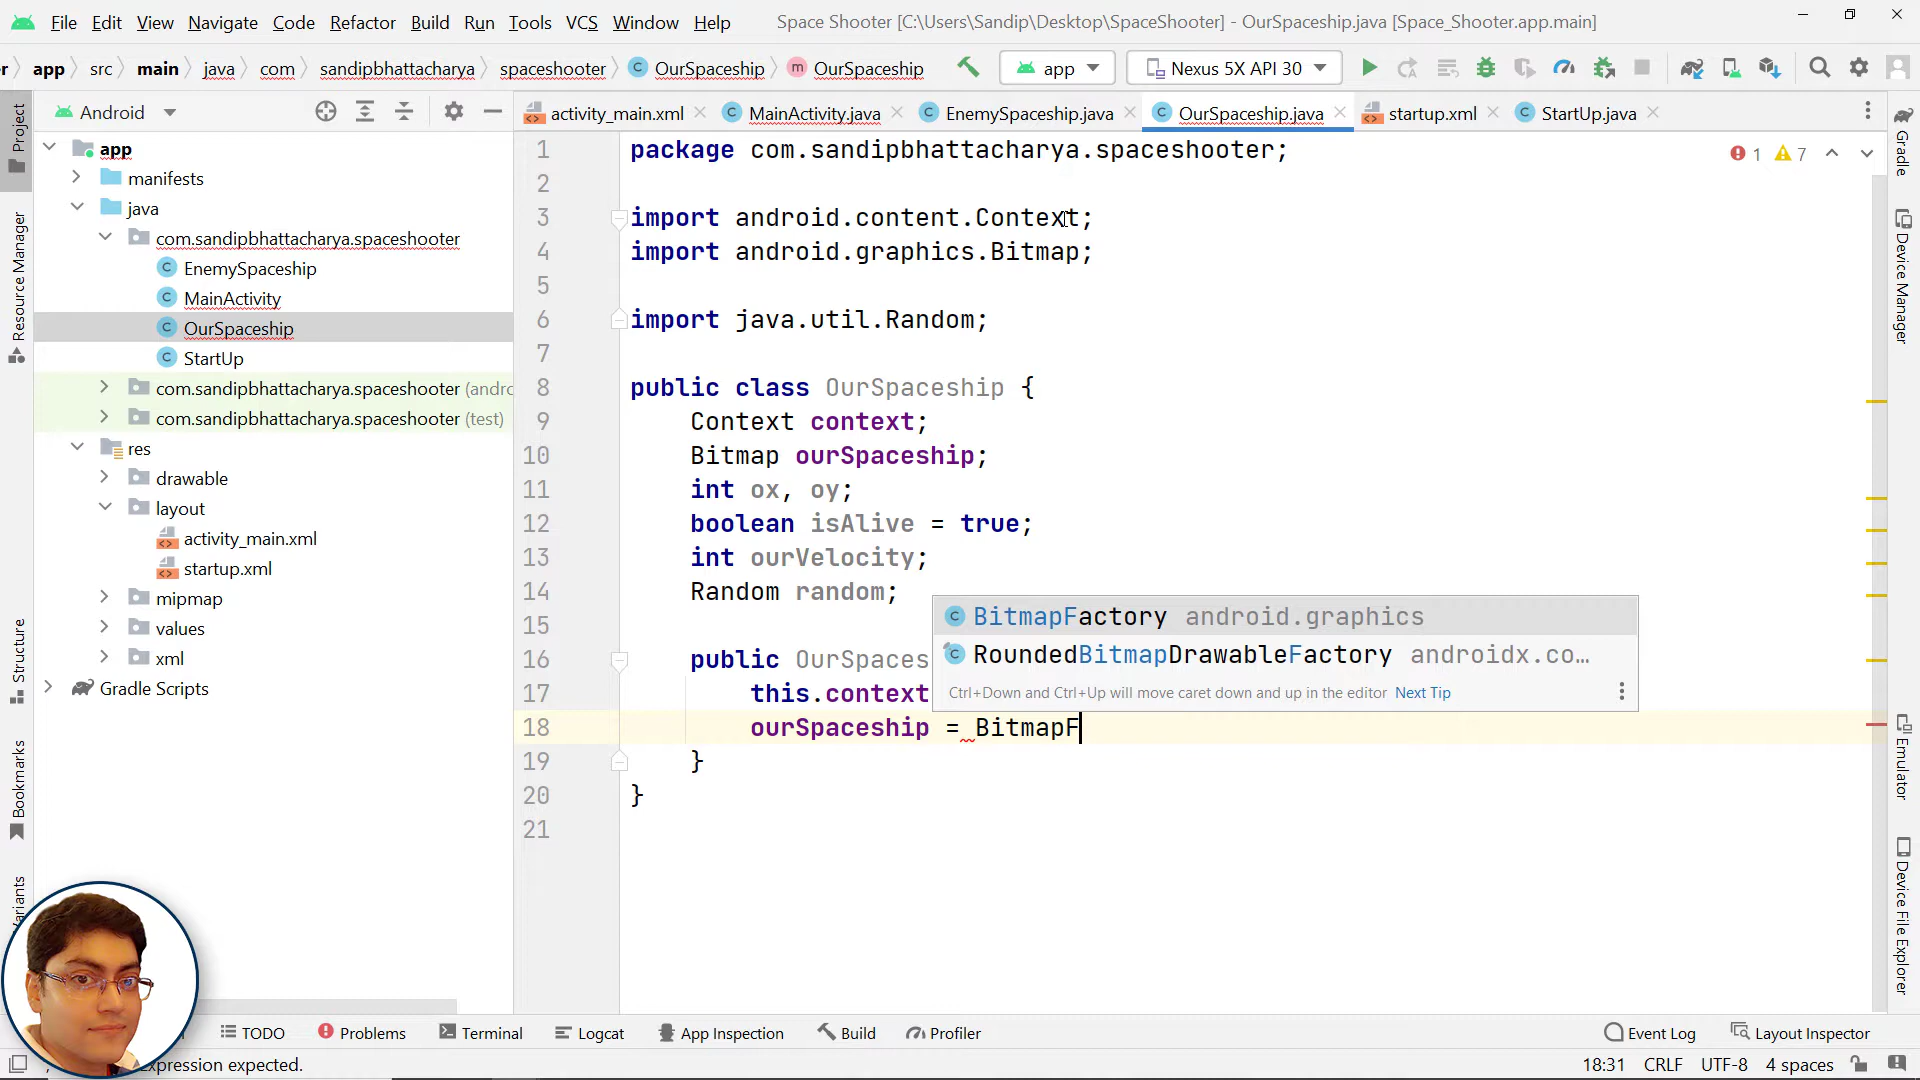 File Edit View Navigate Code Refactor Build Run Tools VCS Window Help Space Shooter [C:\Users\Sandip\Desktop\SpaceShooter] - OurSpaceship.java [Space_Shooter.app.main]
app src main java com sandipbhattacharya spaceshooter OurSpaceship OurSpaceship app Nexus 5X API 30
Android
activity_main.xml MainActivity.java EnemySpaceship.java OurSpaceship.java startup.xml StartUp.java
Project
Resource Manager
Structure
Bookmarks
app
manifests
java
com.sandipbhattacharya.spaceshooter
EnemySpaceship
MainActivity
OurSpaceship
StartUp
com.sandipbhattacharya.spaceshooter (andro
com.sandipbhattacharya.spaceshooter (test)
res
drawable
layout
activity_main.xml
startup.xml
mipmap
values
xml
Gradle Scripts
1 7
1 package com.sandipbhattacharya.spaceshooter;
2
3 import android.content.Context;
4 import android.graphics.Bitmap;
5
6 import java.util.Random;
7
8 public class OurSpaceship {
9 Context context;
10 Bitmap ourSpaceship;
11 int ox, oy;
12 boolean isAlive = true;
13 int ourVelocity;
14 Random random;
15
16 public OurSpaces
17 this.context
18 ourSpaceship = BitmapF
19 }
20 }
21
BitmapFactory android.graphics
RoundedBitmapDrawableFactory androidx.co...
Ctrl+Down and Ctrl+Up will move caret down and up in the editor Next Tip
Gradle
Device Manager
Emulator
Device File Explorer
TODO Problems Terminal Logcat App Inspection Build Profiler Event Log Layout Inspector
xpression expected. 18:31 CRLF UTF-8 4 spaces